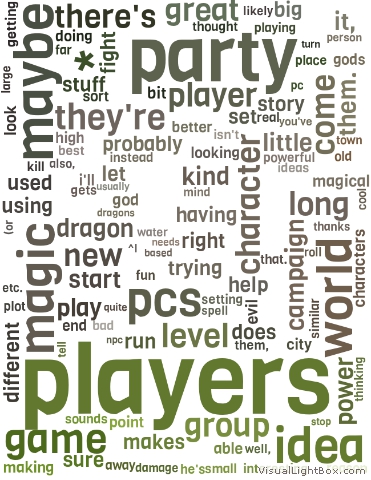 getting
maybe
there's
great
likely
big
thought
playing
it,
person
doing
far
*
fight
party
turn
place
gods
large
look
stuff
sort
bit
player
pc
story
come
them.
they're
set
real
you've
high
best
probably
better
isn't
little
town
instead
looking
powerful
ideas
old
kill
also,
i'll
let
kind
character
used
gets
usually
mind
long
magical
cool
using
god
dragons
having
(or
magic
dragon
water
needs
right
campaign
thanks
world
characters
new
^l
based
that.
roll
etc.
start
fun
trying
help
plot
play
quite
pcs
setting
spell
evil
similar
end
bad
npc
run
level
does
them,
city
different
tell
players
power
thinking
sounds
point
group
stop
game
makes
able
well,
idea
making
sure
away
damage
he's
small
int
VisualLightBox.com